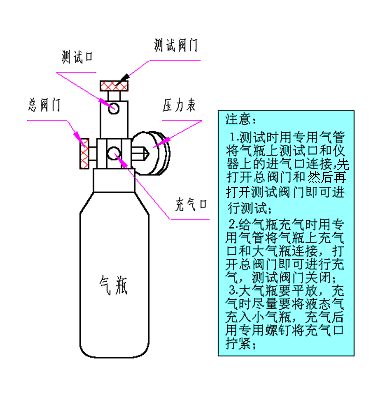 测试阀门
测试口
总阀门
压力表
充气口
气瓶
注意：
1.测试时用专用气管
将气瓶上测试口和仪
器上的进气口连接,先
打开总阀门和然后再
打开测试阀门即可进
行测试；
2.给气瓶充气时用专
用气管将气瓶上充气
口和大气瓶连接，打
开总阀门即可进行充
气，测试阀门关闭；
3.大气瓶要平放，充
气时尽量要将液态气
充入小气瓶，充气后
用专用螺钉将充气口
拧紧；